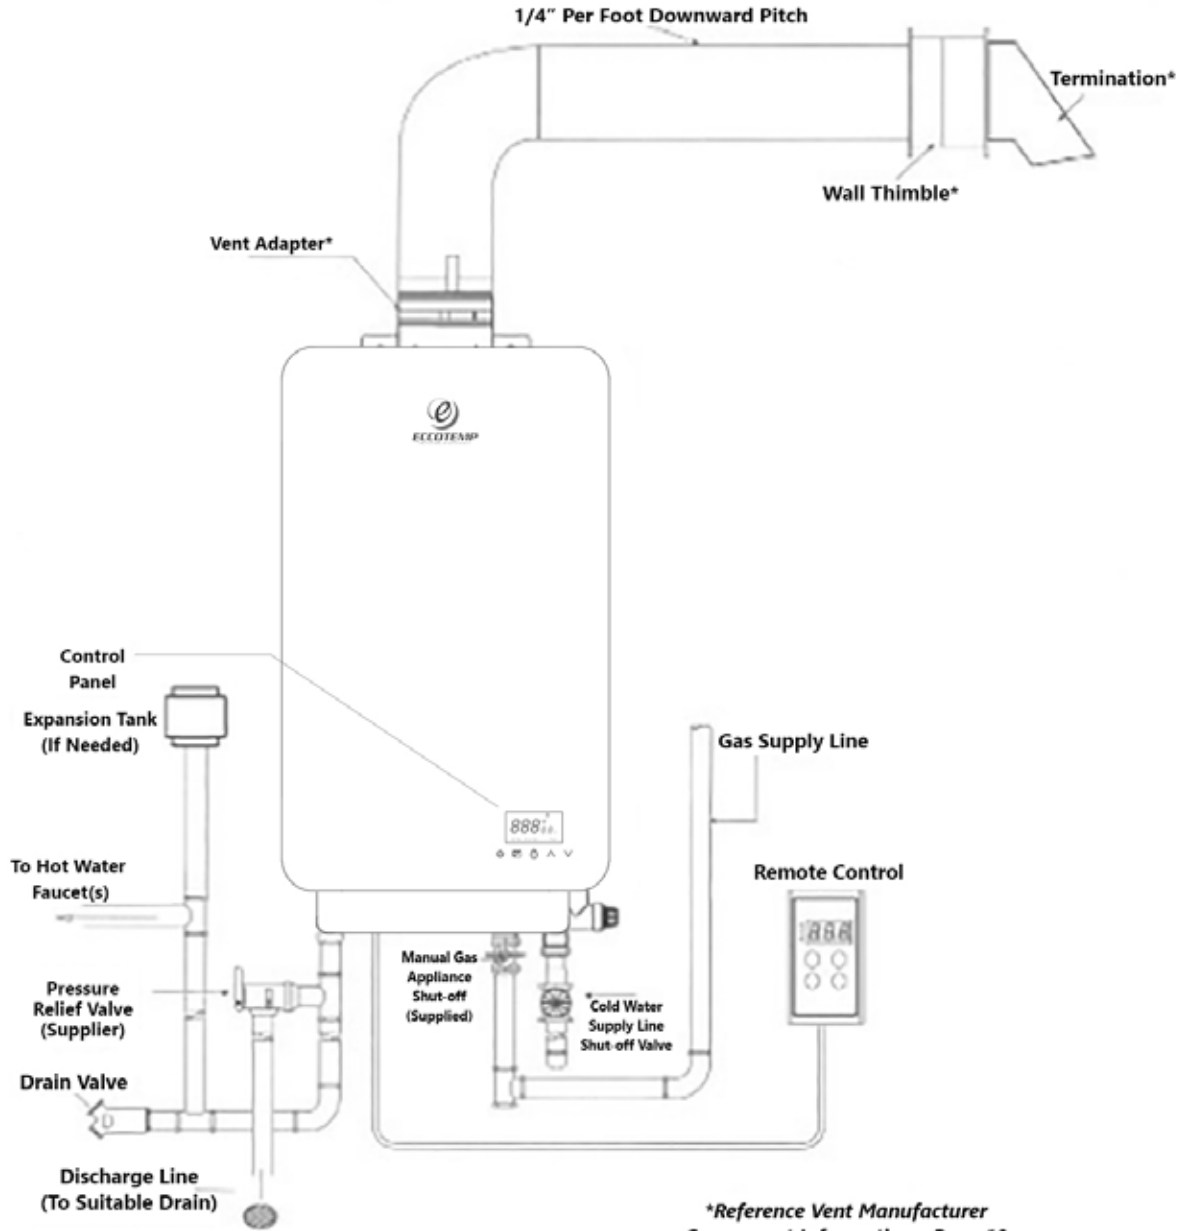 1/4” Per Foot Downward Pitch
Termination*
Wall Thimble*
Vent Adapter*
ECCOTEMP
Control
Panel
Expansion Tank
(If Needed)
Gas Supply Line
888
To Hot Water
Faucet(s)
Remote Control
888
Manual Gas
Appliance
Shut-off
(Supplied)
Pressure
Relief Valve
(Supplier)
Cold Water
Supply Line
Shut-off Valve
Drain Valve
Discharge Line
(To Suitable Drain)
*Reference Vent Manufacturer